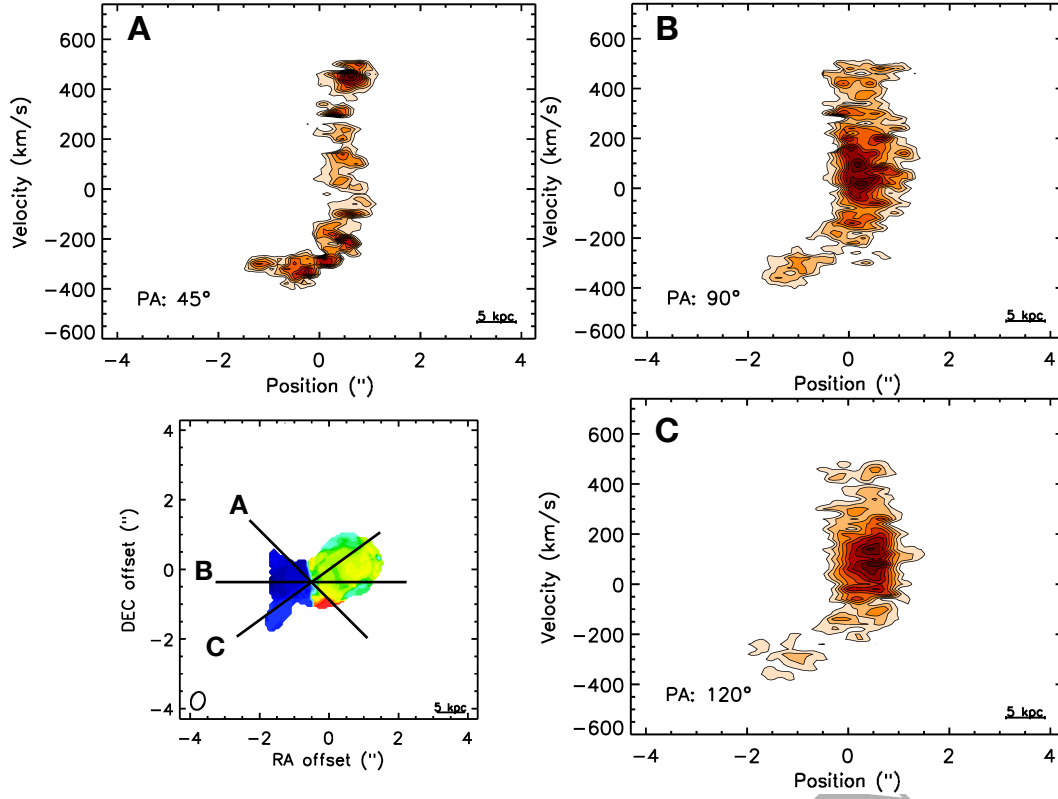 A
600
400
200
0
−200
−400
−600
Velocity (km/s)
PA: 45°
5 kpc
−4 −2 0 2 4
Position (")
B
600
400
200
0
−200
−400
−600
Velocity (km/s)
PA: 90°
5 kpc
−4 −2 0 2 4
Position (")
4
2
0
−2
−4
DEC offset (")
A
B
C
5 kpc
−4 −2 0 2 4
RA offset (")
C
600
400
200
0
−200
−400
−600
Velocity (km/s)
PA: 120°
5 kpc
−4 −2 0 2 4
Position (")